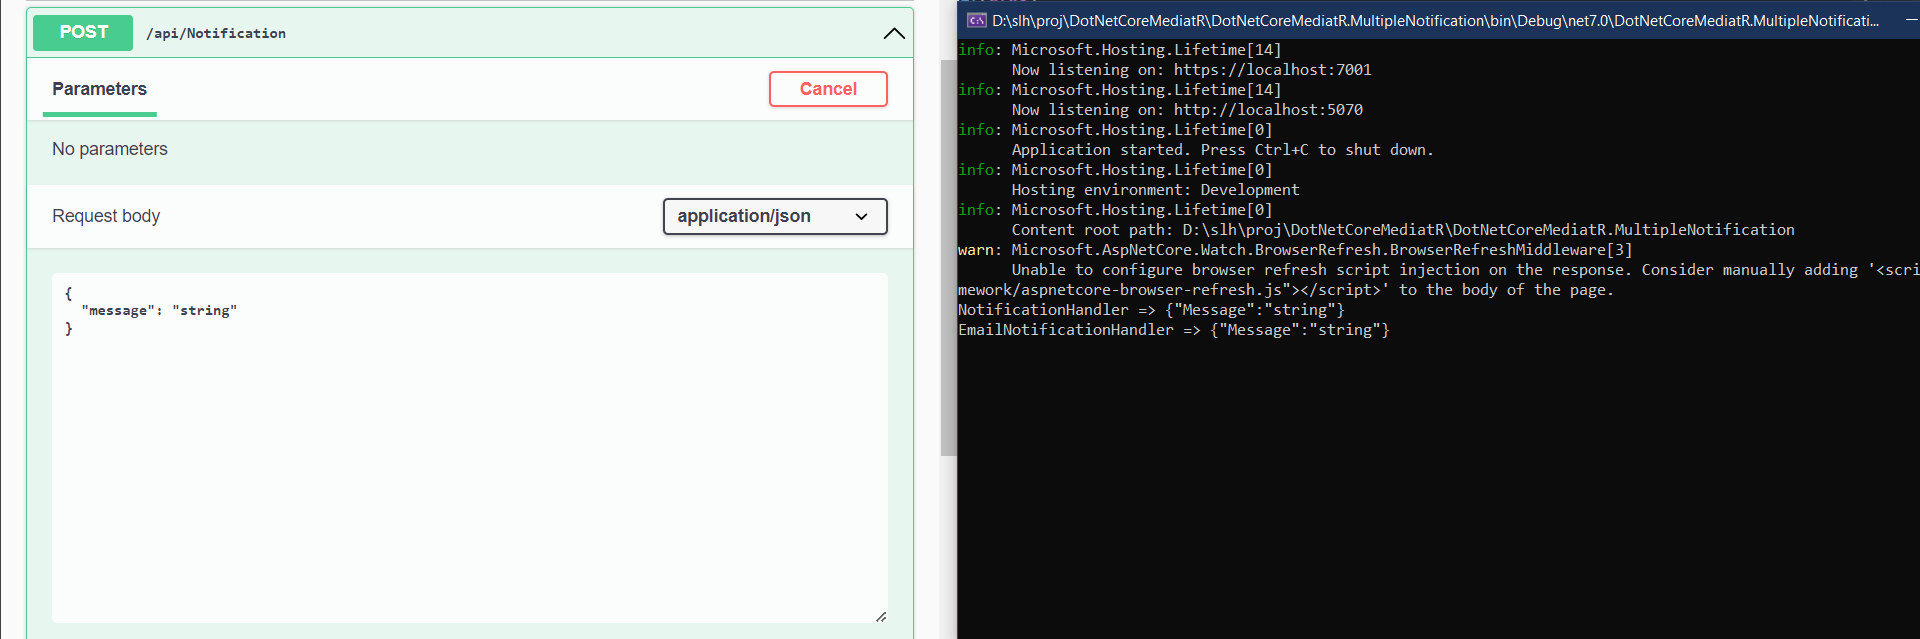 POST /api/Notification
Parameters
Cancel
No parameters
Request body
application/json
{
  "message": "string"
}
D:\slh\proj\DotNetCoreMediatR\DotNetCoreMediatR.MultipleNotification\bin\Debug\net7.0\DotNetCoreMediatR.MultipleNotificati...
info: Microsoft.Hosting.Lifetime[14]
      Now listening on: https://localhost:7001
info: Microsoft.Hosting.Lifetime[14]
      Now listening on: http://localhost:5070
info: Microsoft.Hosting.Lifetime[0]
      Application started. Press Ctrl+C to shut down.
info: Microsoft.Hosting.Lifetime[0]
      Hosting environment: Development
info: Microsoft.Hosting.Lifetime[0]
      Content root path: D:\slh\proj\DotNetCoreMediatR\DotNetCoreMediatR.MultipleNotification
warn: Microsoft.AspNetCore.Watch.BrowserRefresh.BrowserRefreshMiddleware[3]
      Unable to configure browser refresh script injection on the response. Consider manually adding '<scri
mework/aspnetcore-browser-refresh.js"></script>' to the body of the page.
NotificationHandler => {"Message":"string"}
EmailNotificationHandler => {"Message":"string"}